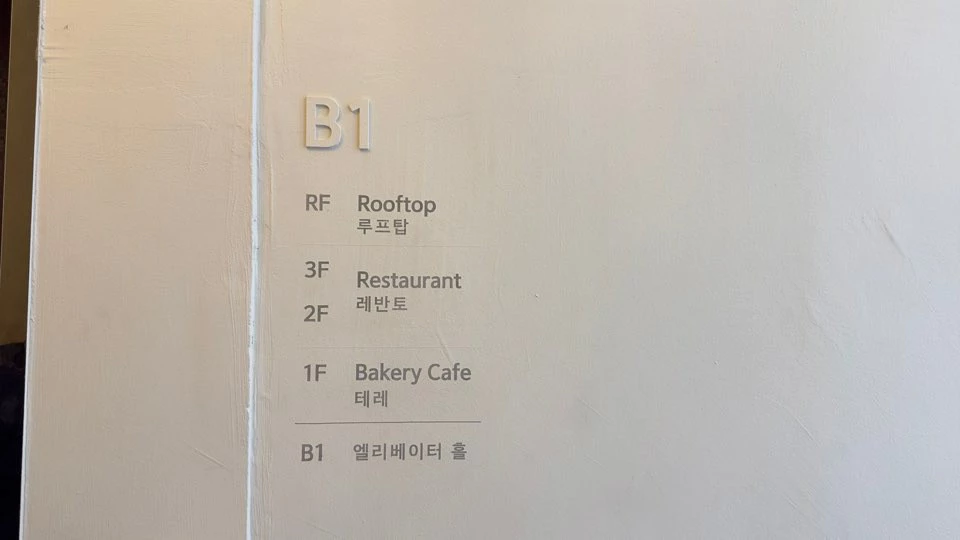 B1
RF Rooftop
루프탑
3F Restaurant
2F 레반토
1F Bakery Cafe
테레
B1 엘리베이터 홀